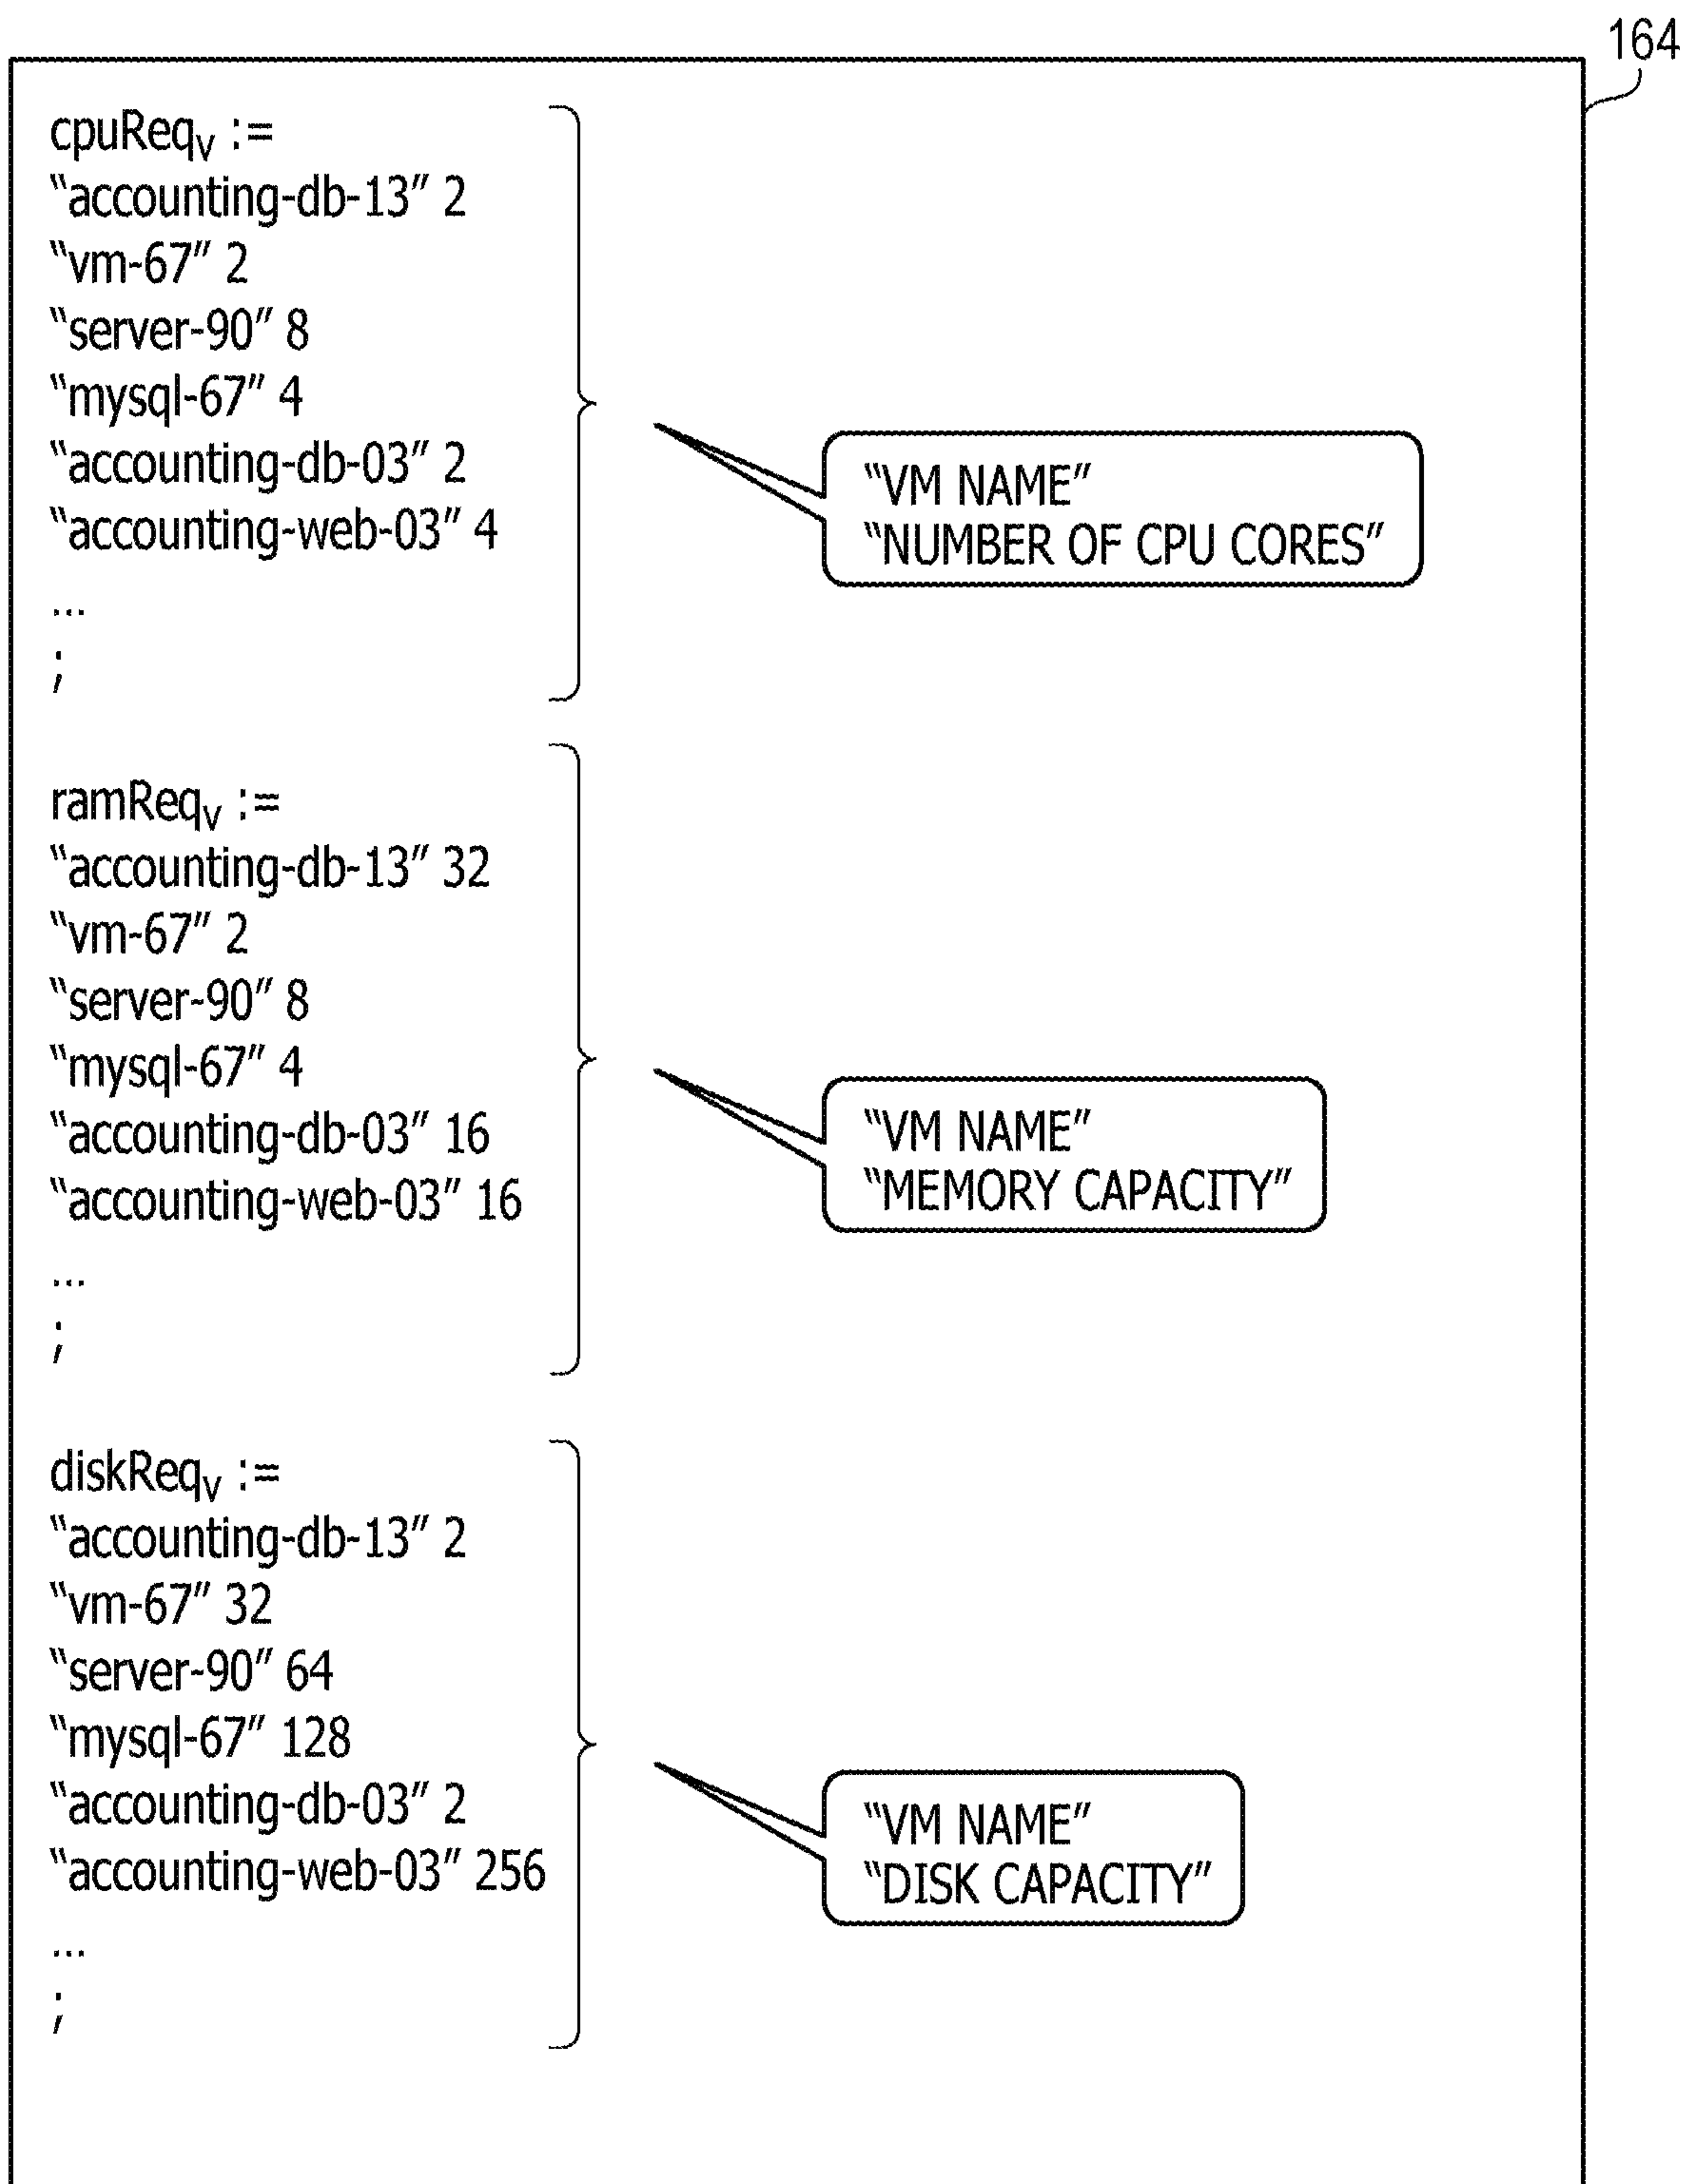 164
cpuReqv :=
“accounting-db-13” 2
“vm-67” 2
“server-90” 8
“mysql-67” 4
“accounting-db-03” 2
“accounting-web-03” 4
...
;
“VM NAME”
“NUMBER OF CPU CORES”
ramReqv :=
“accounting-db-13” 32
“vm-67” 2
“server-90” 8
“mysql-67” 4
“accounting-db-03” 16
“accounting-web-03” 16
...
;
“VM NAME”
“MEMORY CAPACITY”
diskReqv :=
“accounting-db-13” 2
“vm-67” 32
“server-90” 64
“mysql-67” 128
“accounting-db-03” 2
“accounting-web-03” 256
...
;
“VM NAME”
“DISK CAPACITY”